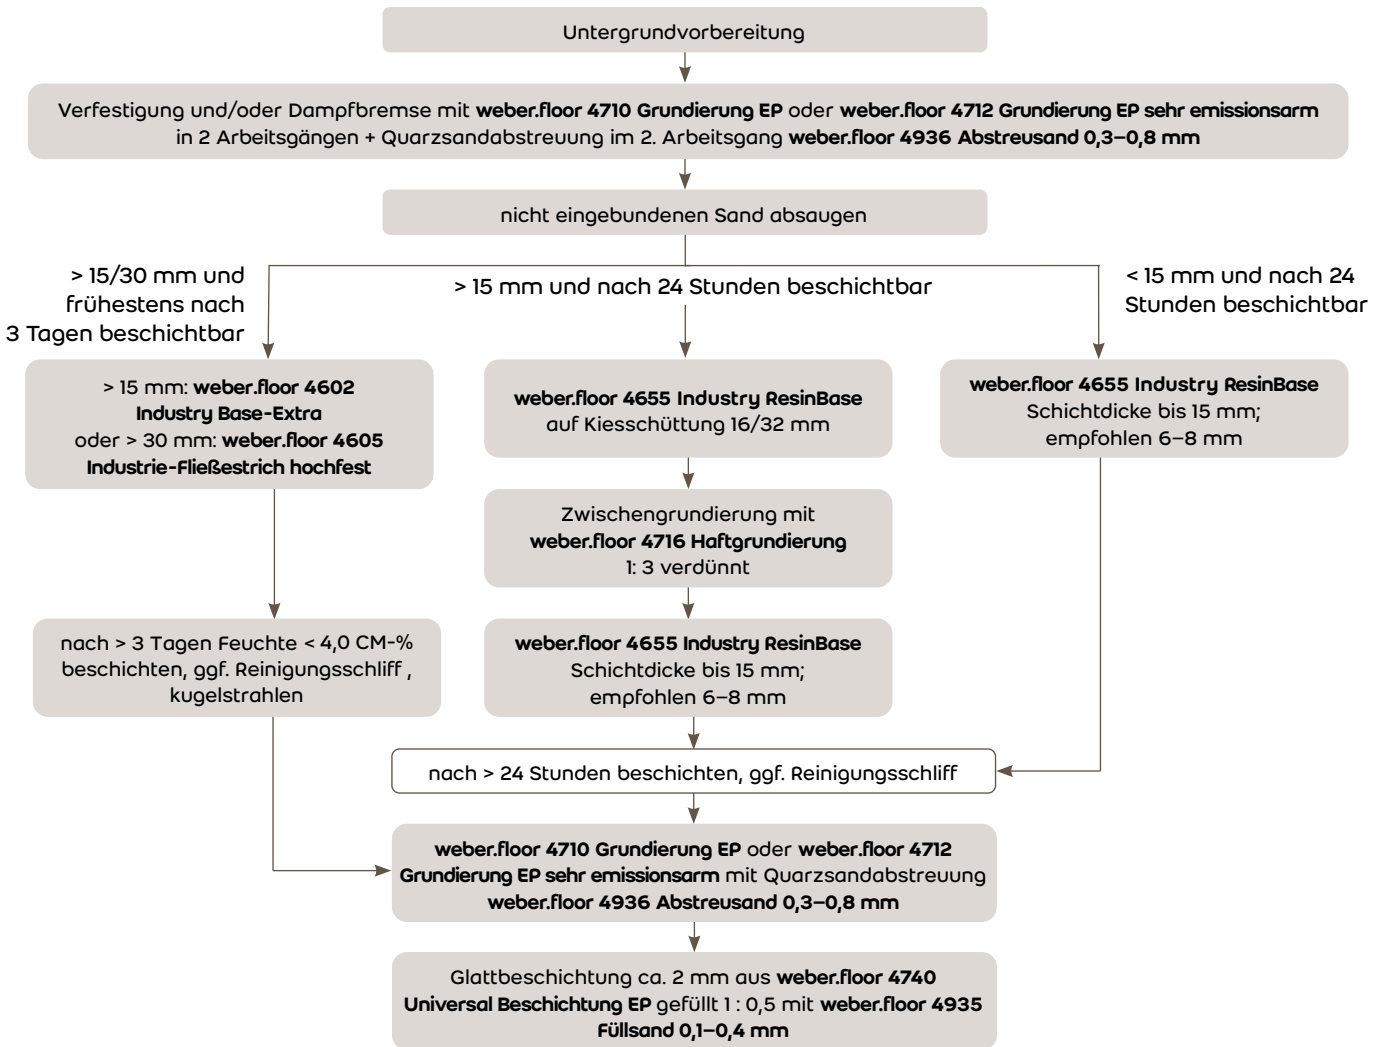 Untergrundvorbereitung
Verfestigung und/oder Dampfbremse mit weber.floor 4710 Grundierung EP oder weber.floor 4712 Grundierung EP sehr emissionsarm
in 2 Arbeitsgängen + Quarzsandabstreuung im 2. Arbeitsgang weber.floor 4936 Abstreusand 0,3–0,8 mm
nicht eingebundenen Sand absaugen
> 15/30 mm und
frühestens nach
3 Tagen beschichtbar
> 15 mm und nach 24 Stunden beschichtbar
< 15 mm und nach 24
Stunden beschichtbar
> 15 mm: weber.floor 4602
Industry Base-Extra
oder > 30 mm: weber.floor 4605
Industrie-Fließestrich hochfest
weber.floor 4655 Industry ResinBase
auf Kiesschüttung 16/32 mm
weber.floor 4655 Industry ResinBase
Schichtdicke bis 15 mm;
empfohlen 6–8 mm
Zwischengrundierung mit
weber.floor 4716 Haftgrundierung
1: 3 verdünnt
nach > 3 Tagen Feuchte < 4,0 CM-%
beschichten, ggf. Reinigungsschliff ,
kugelstrahlen
weber.floor 4655 Industry ResinBase
Schichtdicke bis 15 mm;
empfohlen 6–8 mm
nach > 24 Stunden beschichten, ggf. Reinigungsschliff
weber.floor 4710 Grundierung EP oder weber.floor 4712
Grundierung EP sehr emissionsarm mit Quarzsandabstreuung
weber.floor 4936 Abstreusand 0,3–0,8 mm
Glattbeschichtung ca. 2 mm aus weber.floor 4740
Universal Beschichtung EP gefüllt 1 : 0,5 mit weber.floor 4935
Füllsand 0,1–0,4 mm